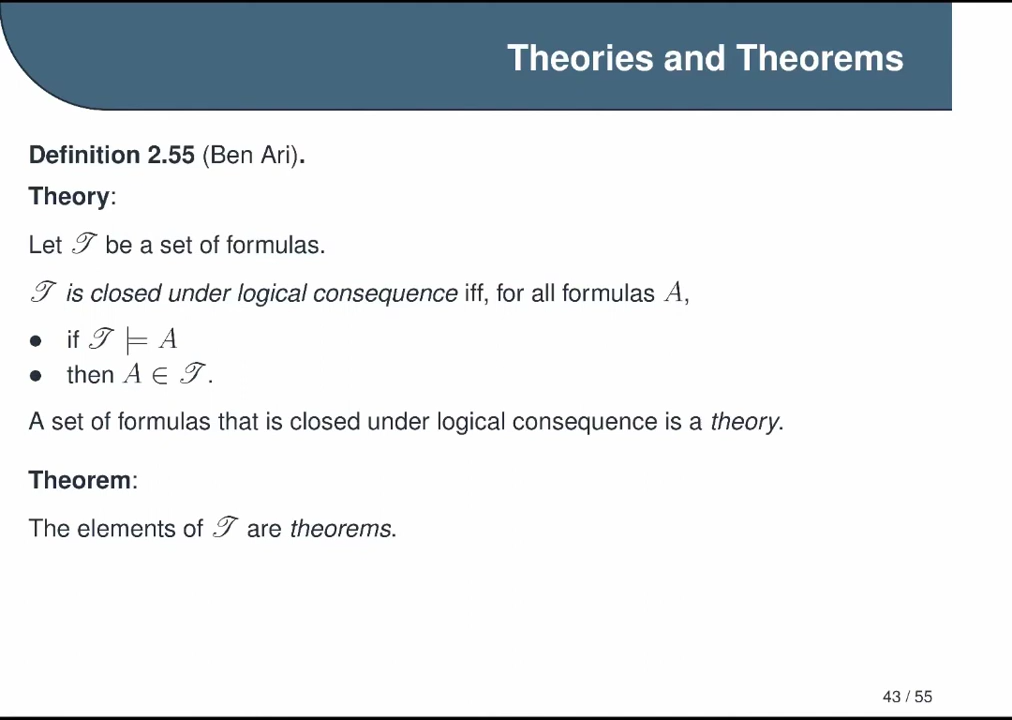 Theories and Theorems
Definition 2.55 (Ben Ari).
Theory:
Let 𝒯 be a set of formulas.
𝒯 is closed under logical consequence iff, for all formulas A,
• if 𝒯 ⊨ A
• then A ∈ 𝒯.
A set of formulas that is closed under logical consequence is a theory.
Theorem:
The elements of 𝒯 are theorems.
43 / 55